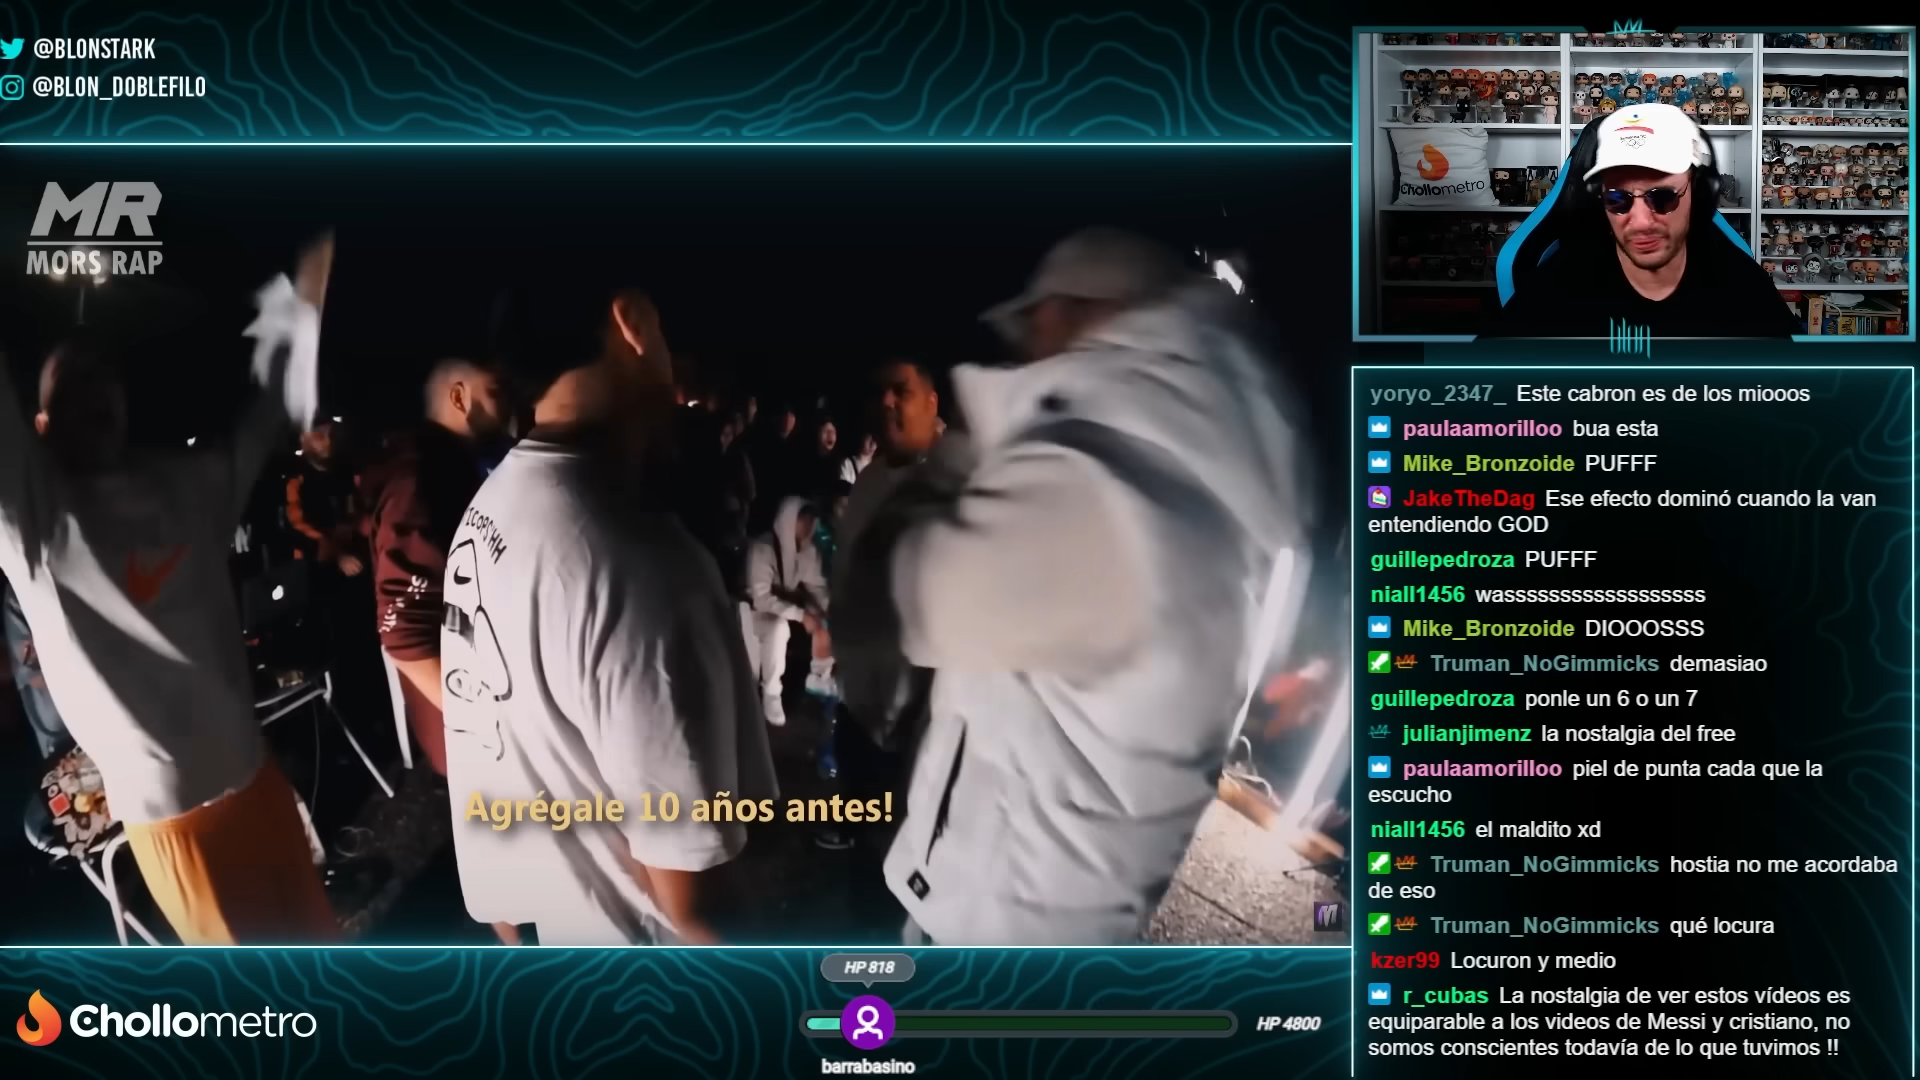 @BLONSTARK
@BLON_DOBLEFILO
MR
MORS RAP
Chollometro
TICOPS'HH
Agrégale 10 años antes!
M
Chollometro
HP 818
HP 4800
barrabasino
blon
yoryo_2347_ Este cabron es de los miooos
paulaamorilloo bua esta
Mike_Bronzoide PUFFF
JakeTheDag Ese efecto dominó cuando la van
entendiendo GOD
guillepedroza PUFFF
niall1456 wassssssssssssssssss
Mike_Bronzoide DIOOOSSS
Truman_NoGimmicks demasiao
guillepedroza ponle un 6 o un 7
julianjimenz la nostalgia del free
paulaamorilloo piel de punta cada que la
escucho
niall1456 el maldito xd
Truman_NoGimmicks hostia no me acordaba
de eso
Truman_NoGimmicks qué locura
kzer99 Locuron y medio
r_cubas La nostalgia de ver estos vídeos es
equiparable a los videos de Messi y cristiano, no
somos conscientes todavía de lo que tuvimos !!